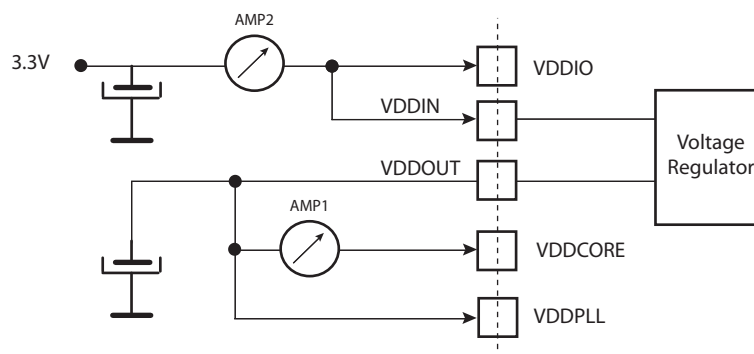 AMP2
3.3V
VDDIO
VDDIN
Voltage
Regulator
VDDOUT
AMP1
VDDCORE
VDDPLL